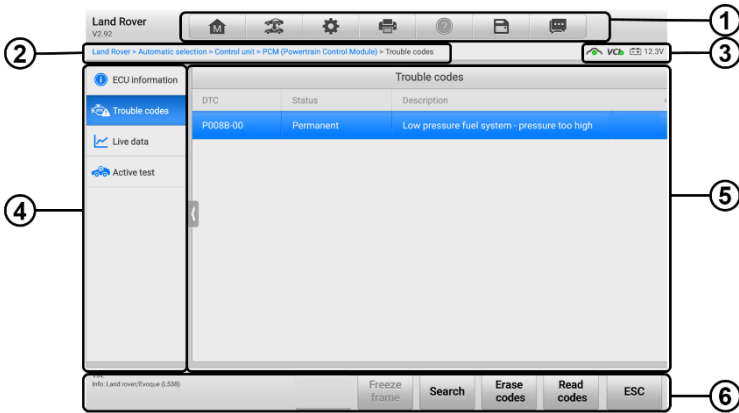 Land Rover
V2.92
M
?
1
2
Land Rover > Automatic selection > Control unit > PCM (Powertrain Control Module) > Trouble codes
VCI
12.3V
3
ECU information
Trouble codes
Live data
Active test
4
Trouble codes
DTC Status Description
P008B-00 Permanent Low pressure fuel system - pressure too high
5
VIN:
Info: Land rover/Evoque (L538)
Freeze frame
Search
Erase codes
Read codes
ESC
6